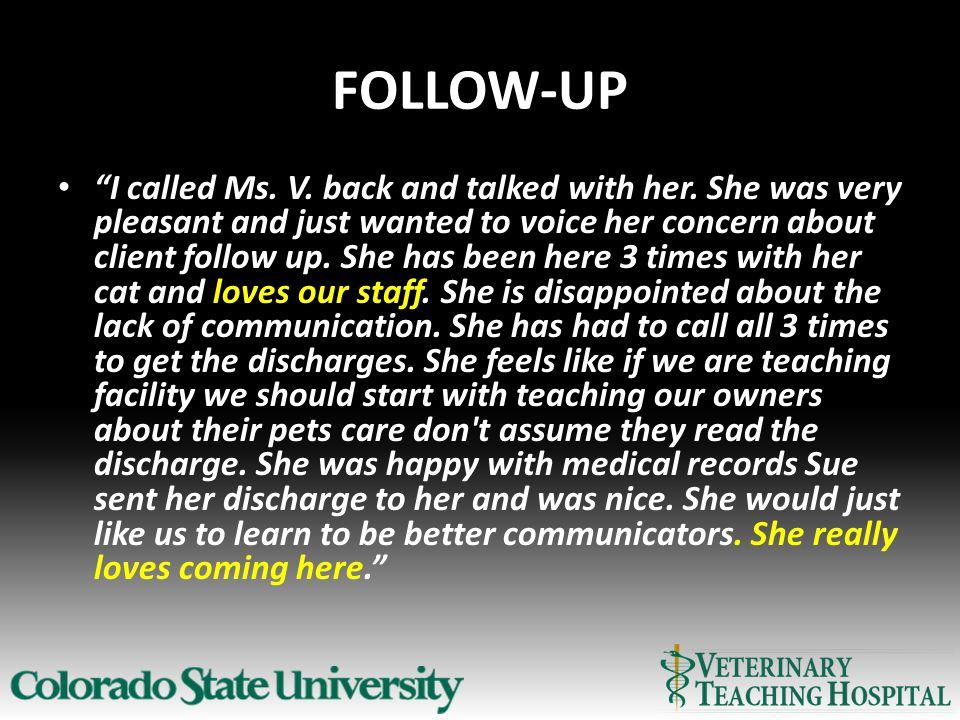 FOLLOW-UP
• “I called Ms. V. back and talked with her. She was very
pleasant and just wanted to voice her concern about
client follow up. She has been here 3 times with her
cat and loves our staff. She is disappointed about the
lack of communication. She has had to call all 3 times
to get the discharges. She feels like if we are teaching
facility we should start with teaching our owners
about their pets care don't assume they read the
discharge. She was happy with medical records Sue
sent her discharge to her and was nice. She would just
like us to learn to be better communicators. She really
loves coming here.”
Colorado State University
VETERINARY
TEACHING HOSPITAL